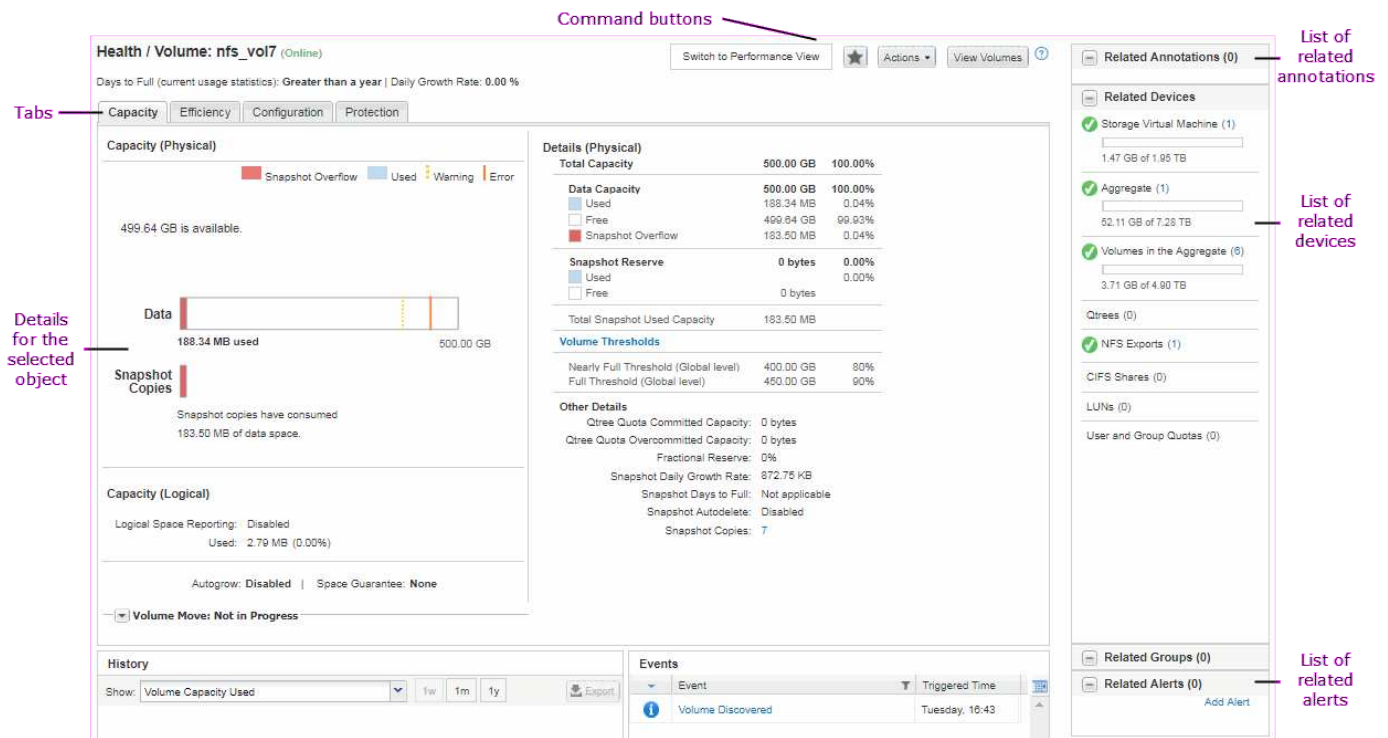 Command buttons
Health / Volume: nfs_vol7 (Online)
Switch to Performance View
Actions
View Volumes
?
Days to Full (current usage statistics): Greater than a year | Daily Growth Rate: 0.00 %
Tabs
Capacity
Efficiency
Configuration
Protection
Capacity (Physical)
Snapshot Overflow
Used
Warning
Error
499.64 GB is available.
Details for the selected object
Data
188.34 MB used
500.00 GB
Snapshot Copies
Snapshot copies have consumed
183.50 MB of data space.
Capacity (Logical)
Logical Space Reporting: Disabled
Used: 2.79 MB (0.00%)
Autogrow: Disabled | Space Guarantee: None
Volume Move: Not in Progress
Details (Physical)
Total Capacity 500.00 GB 100.00%
Data Capacity 500.00 GB 100.00%
Used 188.34 MB 0.04%
Free 499.64 GB 99.93%
Snapshot Overflow 183.50 MB 0.04%
Snapshot Reserve 0 bytes 0.00%
Used 0.00%
Free 0 bytes
Total Snapshot Used Capacity 183.50 MB
Volume Thresholds
Nearly Full Threshold (Global level) 400.00 GB 80%
Full Threshold (Global level) 450.00 GB 90%
Other Details
Qtree Quota Committed Capacity: 0 bytes
Qtree Quota Overcommitted Capacity: 0 bytes
Fractional Reserve: 0%
Snapshot Daily Growth Rate: 872.75 KB
Snapshot Days to Full: Not applicable
Snapshot Autodelete: Disabled
Snapshot Copies: 7
History
Show: Volume Capacity Used
1w
1m
1y
Export
Events
Event
Triggered Time
Volume Discovered
Tuesday, 16:43
Related Annotations (0)
List of
related
annotations
Related Devices
Storage Virtual Machine (1)
1.47 GB of 1.95 TB
Aggregate (1)
52.11 GB of 7.28 TB
List of
related
devices
Volumes in the Aggregate (6)
3.71 GB of 4.90 TB
Qtrees (0)
NFS Exports (1)
CIFS Shares (0)
LUNs (0)
User and Group Quotas (0)
Related Groups (0)
Related Alerts (0)
Add Alert
List of
related
alerts